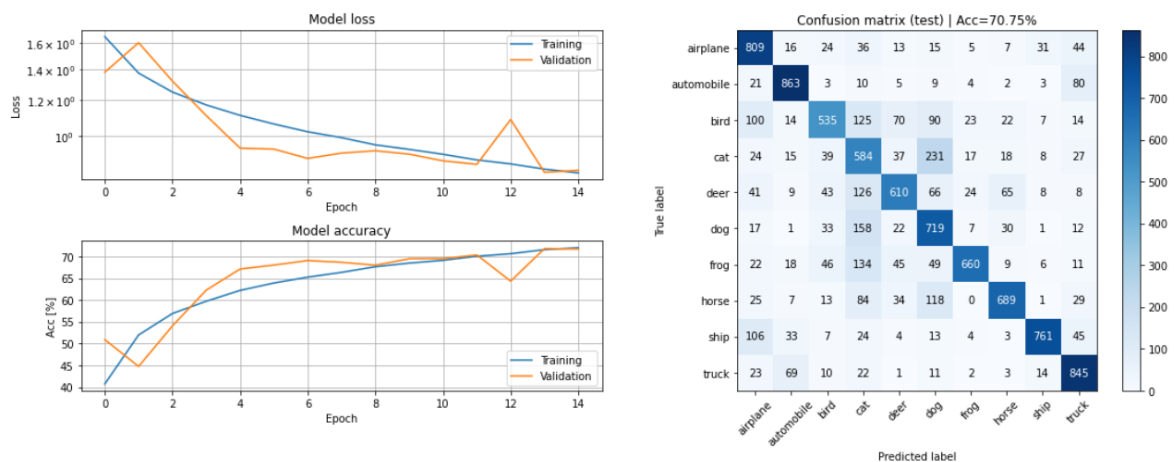 Model loss
1.6 × 10⁰
1.4 × 10⁰
1.2 × 10⁰
10⁰
Loss
Training
Validation
0 2 4 6 8 10 12 14
Epoch
Model accuracy
70
65
60
55
50
45
40
Acc [%]
Training
Validation
0 2 4 6 8 10 12 14
Epoch
Confusion matrix (test) | Acc=70.75%
True label
airplane 809 16 24 36 13 15 5 7 31 44
automobile 21 863 3 10 5 9 4 2 3 80
bird 100 14 535 125 70 90 23 22 7 14
cat 24 15 39 584 37 231 17 18 8 27
deer 41 9 43 126 610 66 24 65 8 8
dog 17 1 33 158 22 719 7 30 1 12
frog 22 18 46 134 45 49 660 9 6 11
horse 25 7 13 84 34 118 0 689 1 29
ship 106 33 7 24 4 13 4 3 761 45
truck 23 69 10 22 1 11 2 3 14 845
airplane automobile bird cat deer dog frog horse ship truck
Predicted label
800
700
600
500
400
300
200
100
0